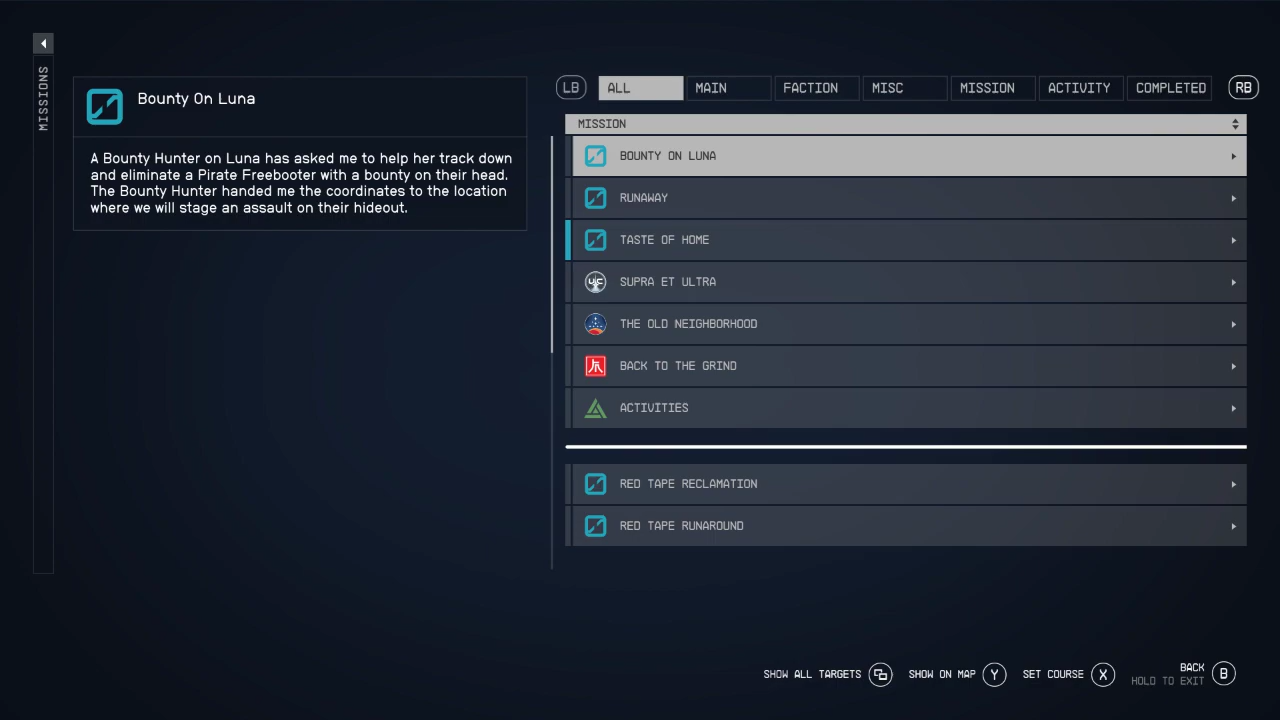 MISSIONS
Bounty On Luna
A Bounty Hunter on Luna has asked me to help her track down
and eliminate a Pirate Freebooter with a bounty on their head.
The Bounty Hunter handed me the coordinates to the location
where we will stage an assault on their hideout.
LB ALL MAIN FACTION MISC MISSION ACTIVITY COMPLETED RB
MISSION
BOUNTY ON LUNA
RUNAWAY
TASTE OF HOME
UC SUPRA ET ULTRA
THE OLD NEIGHBORHOOD
BACK TO THE GRIND
ACTIVITIES
RED TAPE RECLAMATION
RED TAPE RUNAROUND
SHOW ALL TARGETS SHOW ON MAP Y SET COURSE X BACK B
HOLD TO EXIT